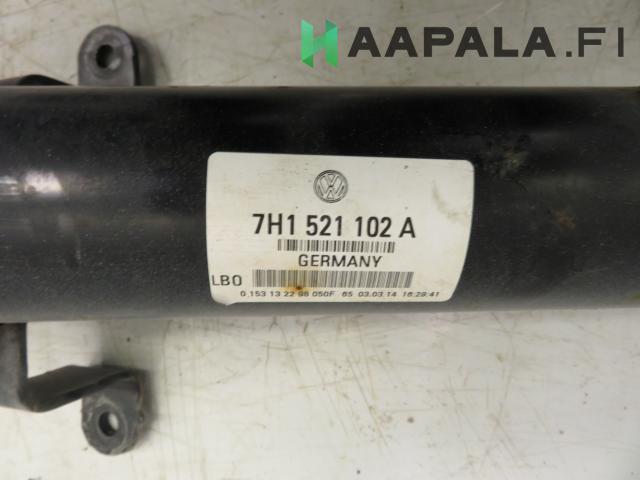 HAAPALA.FI
VW
7H1 521 102 A
GERMANY
LBO
0 153 13 22 98 050F 65 03.03.14 16:29:41